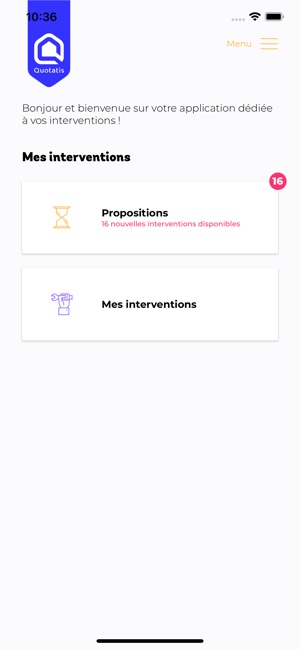 10:36
Quotatis
Menu
Bonjour et bienvenue sur votre application dédiée
à vos interventions !
Mes interventions
16
Propositions
16 nouvelles interventions disponibles
Mes interventions